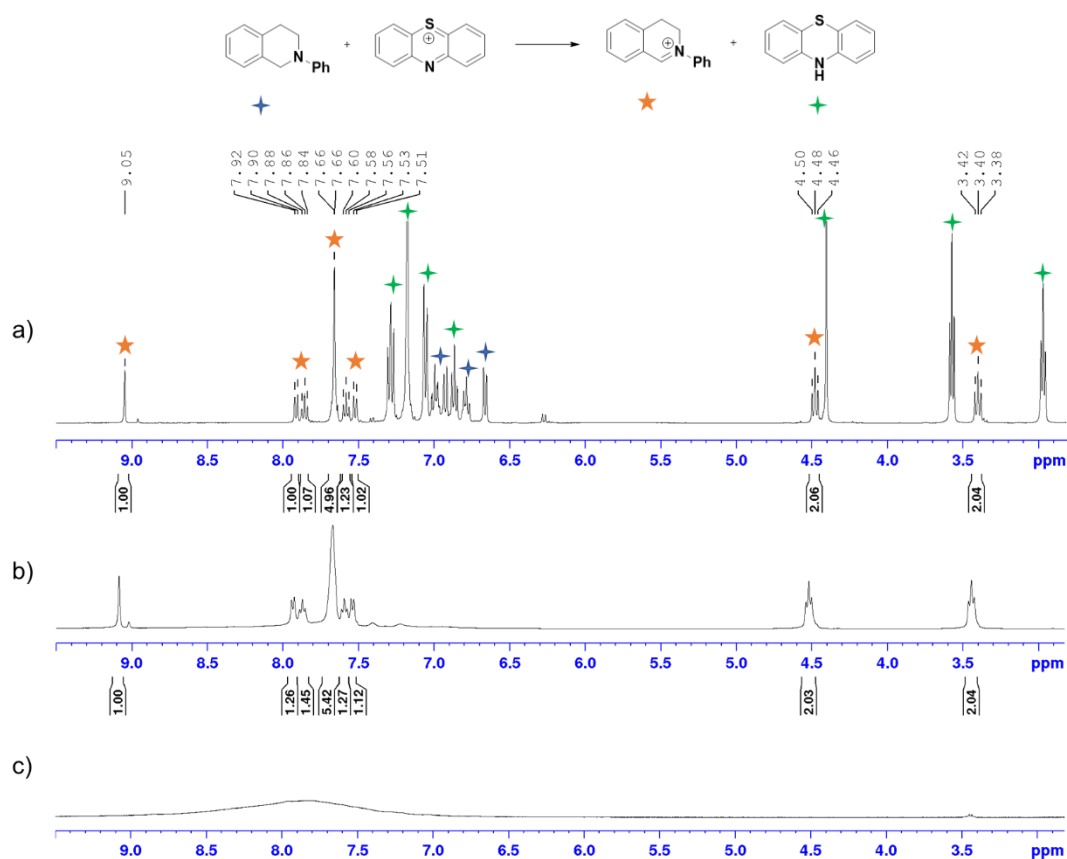 N Ph + S + N N + Ph + S N H
9.05 7.92 7.90 7.88 7.86 7.84 7.66 7.66 7.60 7.58 7.56 7.53 7.51 4.50 4.48 4.46 3.42 3.40 3.38
a)
9.0 8.5 8.0 7.5 7.0 6.5 6.0 5.5 5.0 4.5 4.0 3.5 ppm
1.00 1.00 1.07 4.96 1.23 1.02 2.06 2.04
b)
9.0 8.5 8.0 7.5 7.0 6.5 6.0 5.5 5.0 4.5 4.0 3.5 ppm
1.00 1.26 1.45 5.42 1.27 1.12 2.03 2.04
c)
9.0 8.5 8.0 7.5 7.0 6.5 6.0 5.5 5.0 4.5 4.0 3.5 ppm